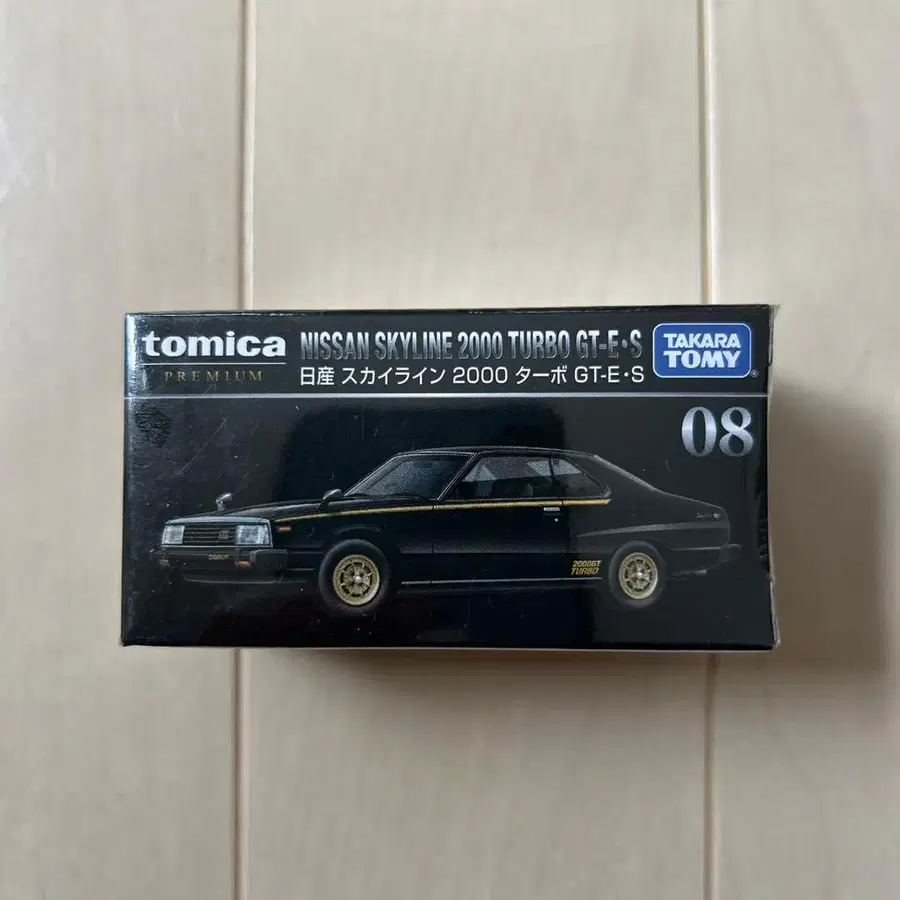 tomica
PREMIUM
NISSAN SKYLINE 2000 TURBO GT-E・S
日産 スカイライン 2000 ターボ GT-E・S
TAKARA
TOMY
08
2000GT
TURBO